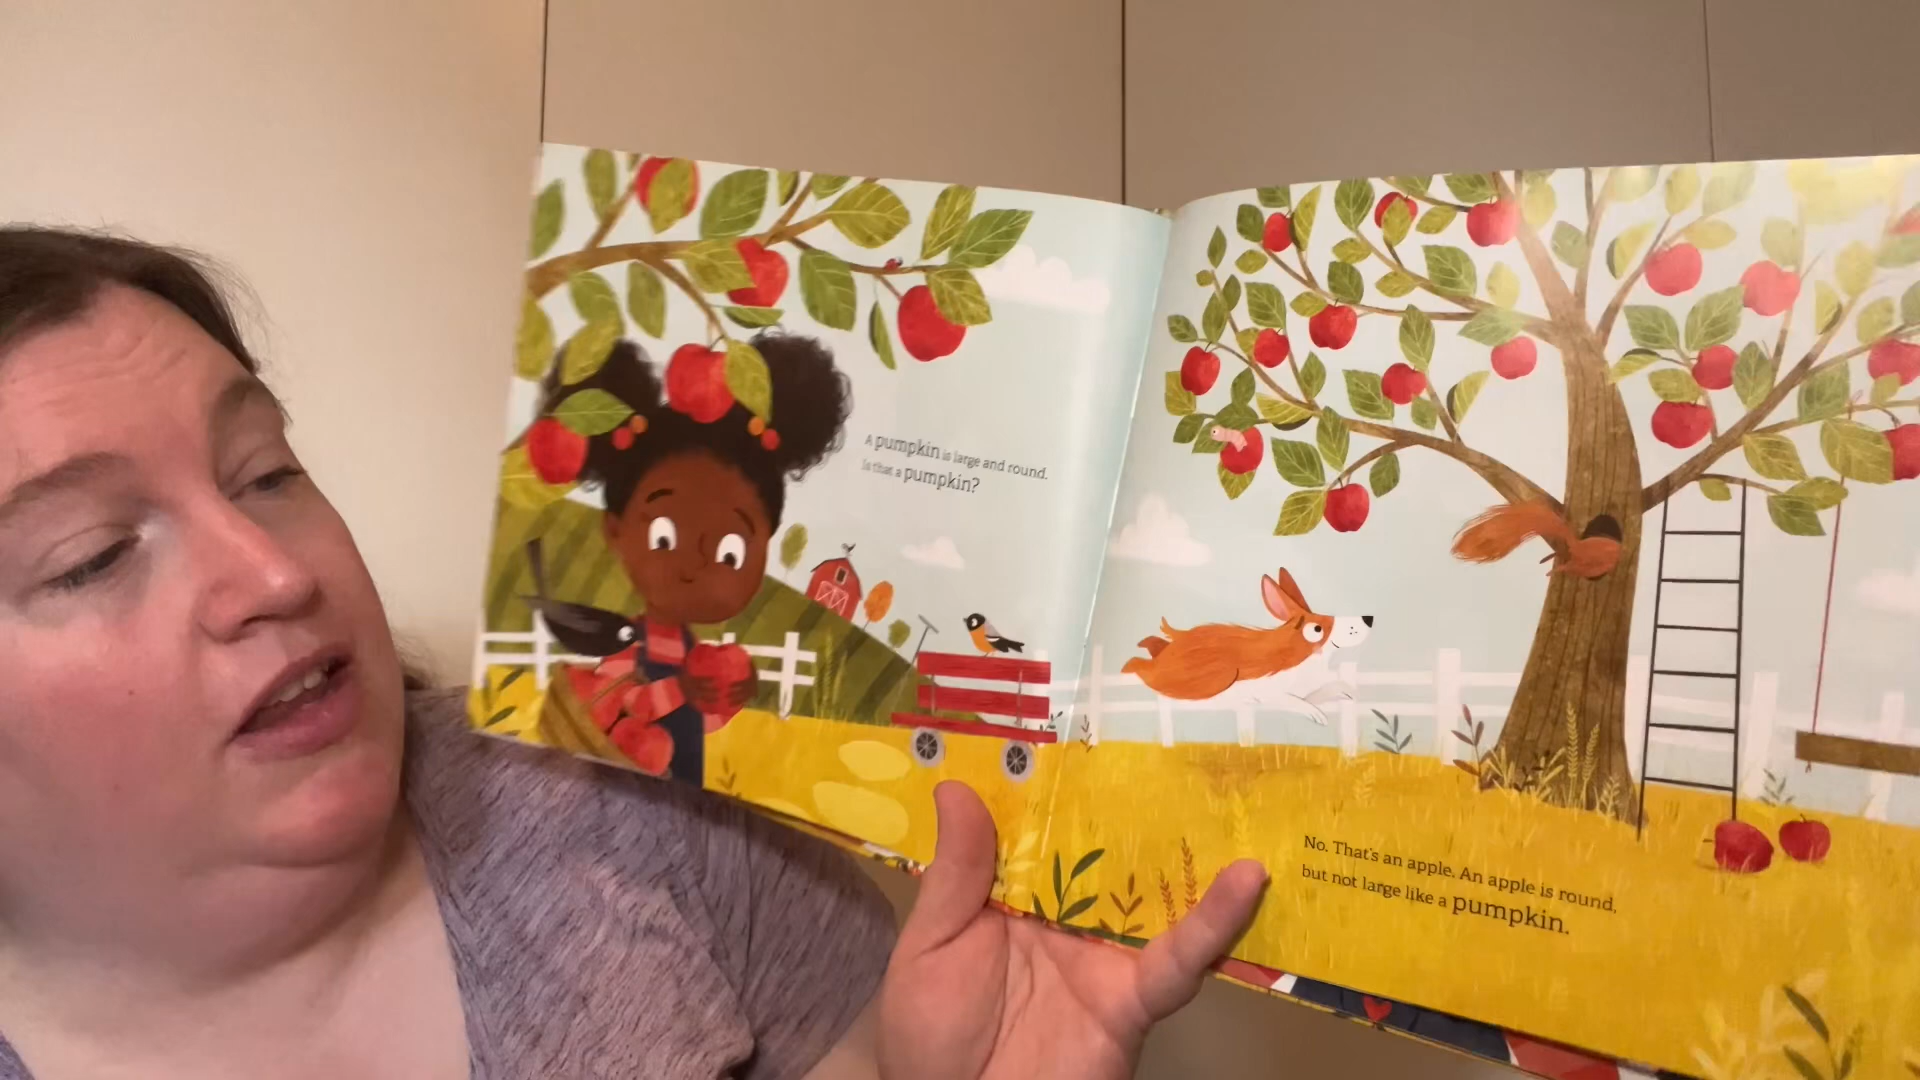 A pumpkin is large and round.
Is that a pumpkin?
No. That's an apple. An apple is round,
but not large like a pumpkin.